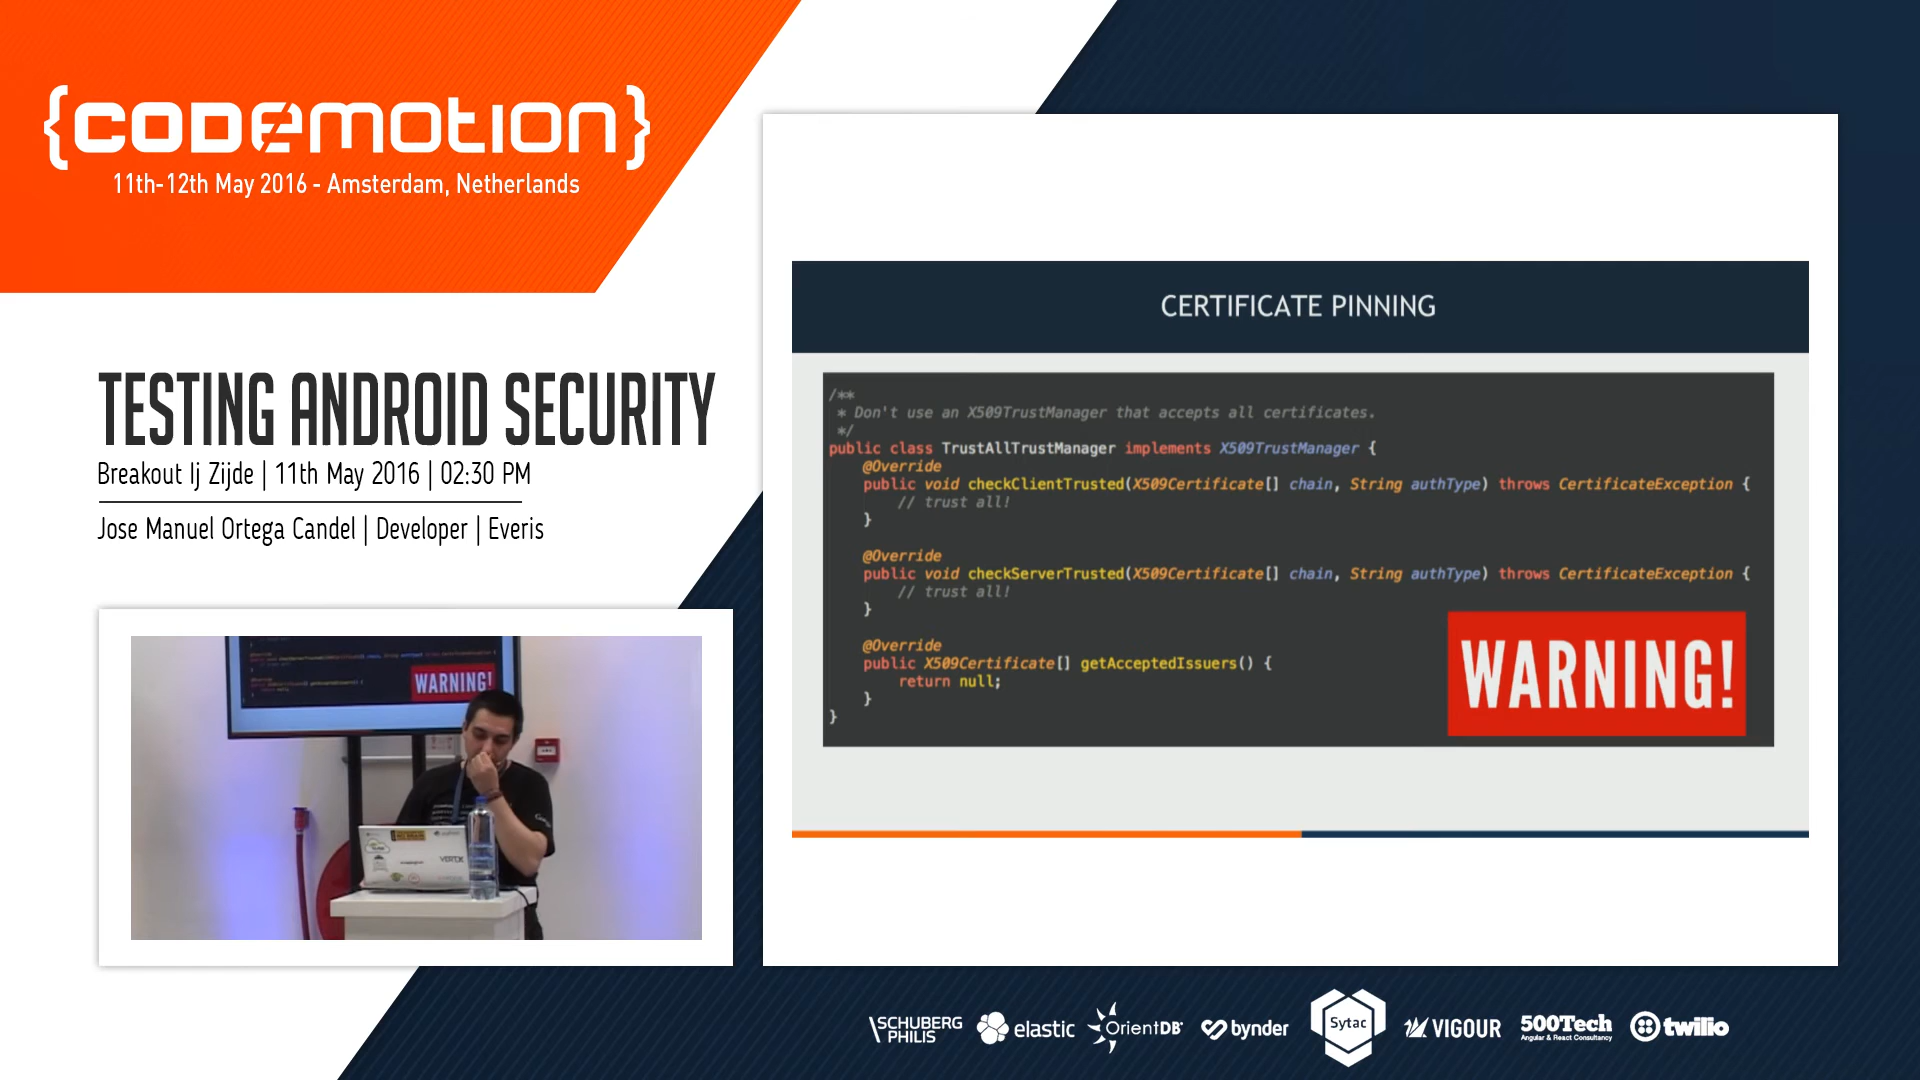 {CODEMOTION}
11th-12th May 2016 - Amsterdam, Netherlands
TESTING ANDROID SECURITY
Breakout Ij Zijde | 11th May 2016 | 02:30 PM
Jose Manuel Ortega Candel | Developer | Everis
CERTIFICATE PINNING
/**
* Don't use an X509TrustManager that accepts all certificates.
*/
public class TrustAllTrustManager implements X509TrustManager {
@Override
public void checkClientTrusted(X509Certificate[] chain, String authType) throws CertificateException {
// trust all!
}
@Override
public void checkServerTrusted(X509Certificate[] chain, String authType) throws CertificateException {
// trust all!
}
@Override
public X509Certificate[] getAcceptedIssuers() {
return null;
}
}
WARNING!
WARNING!
VERTX
SCHUBERG
PHILIS
elastic
OrientDB
bynder
Sytac
VIGOUR
500Tech
Angular & React Consultancy
twilio